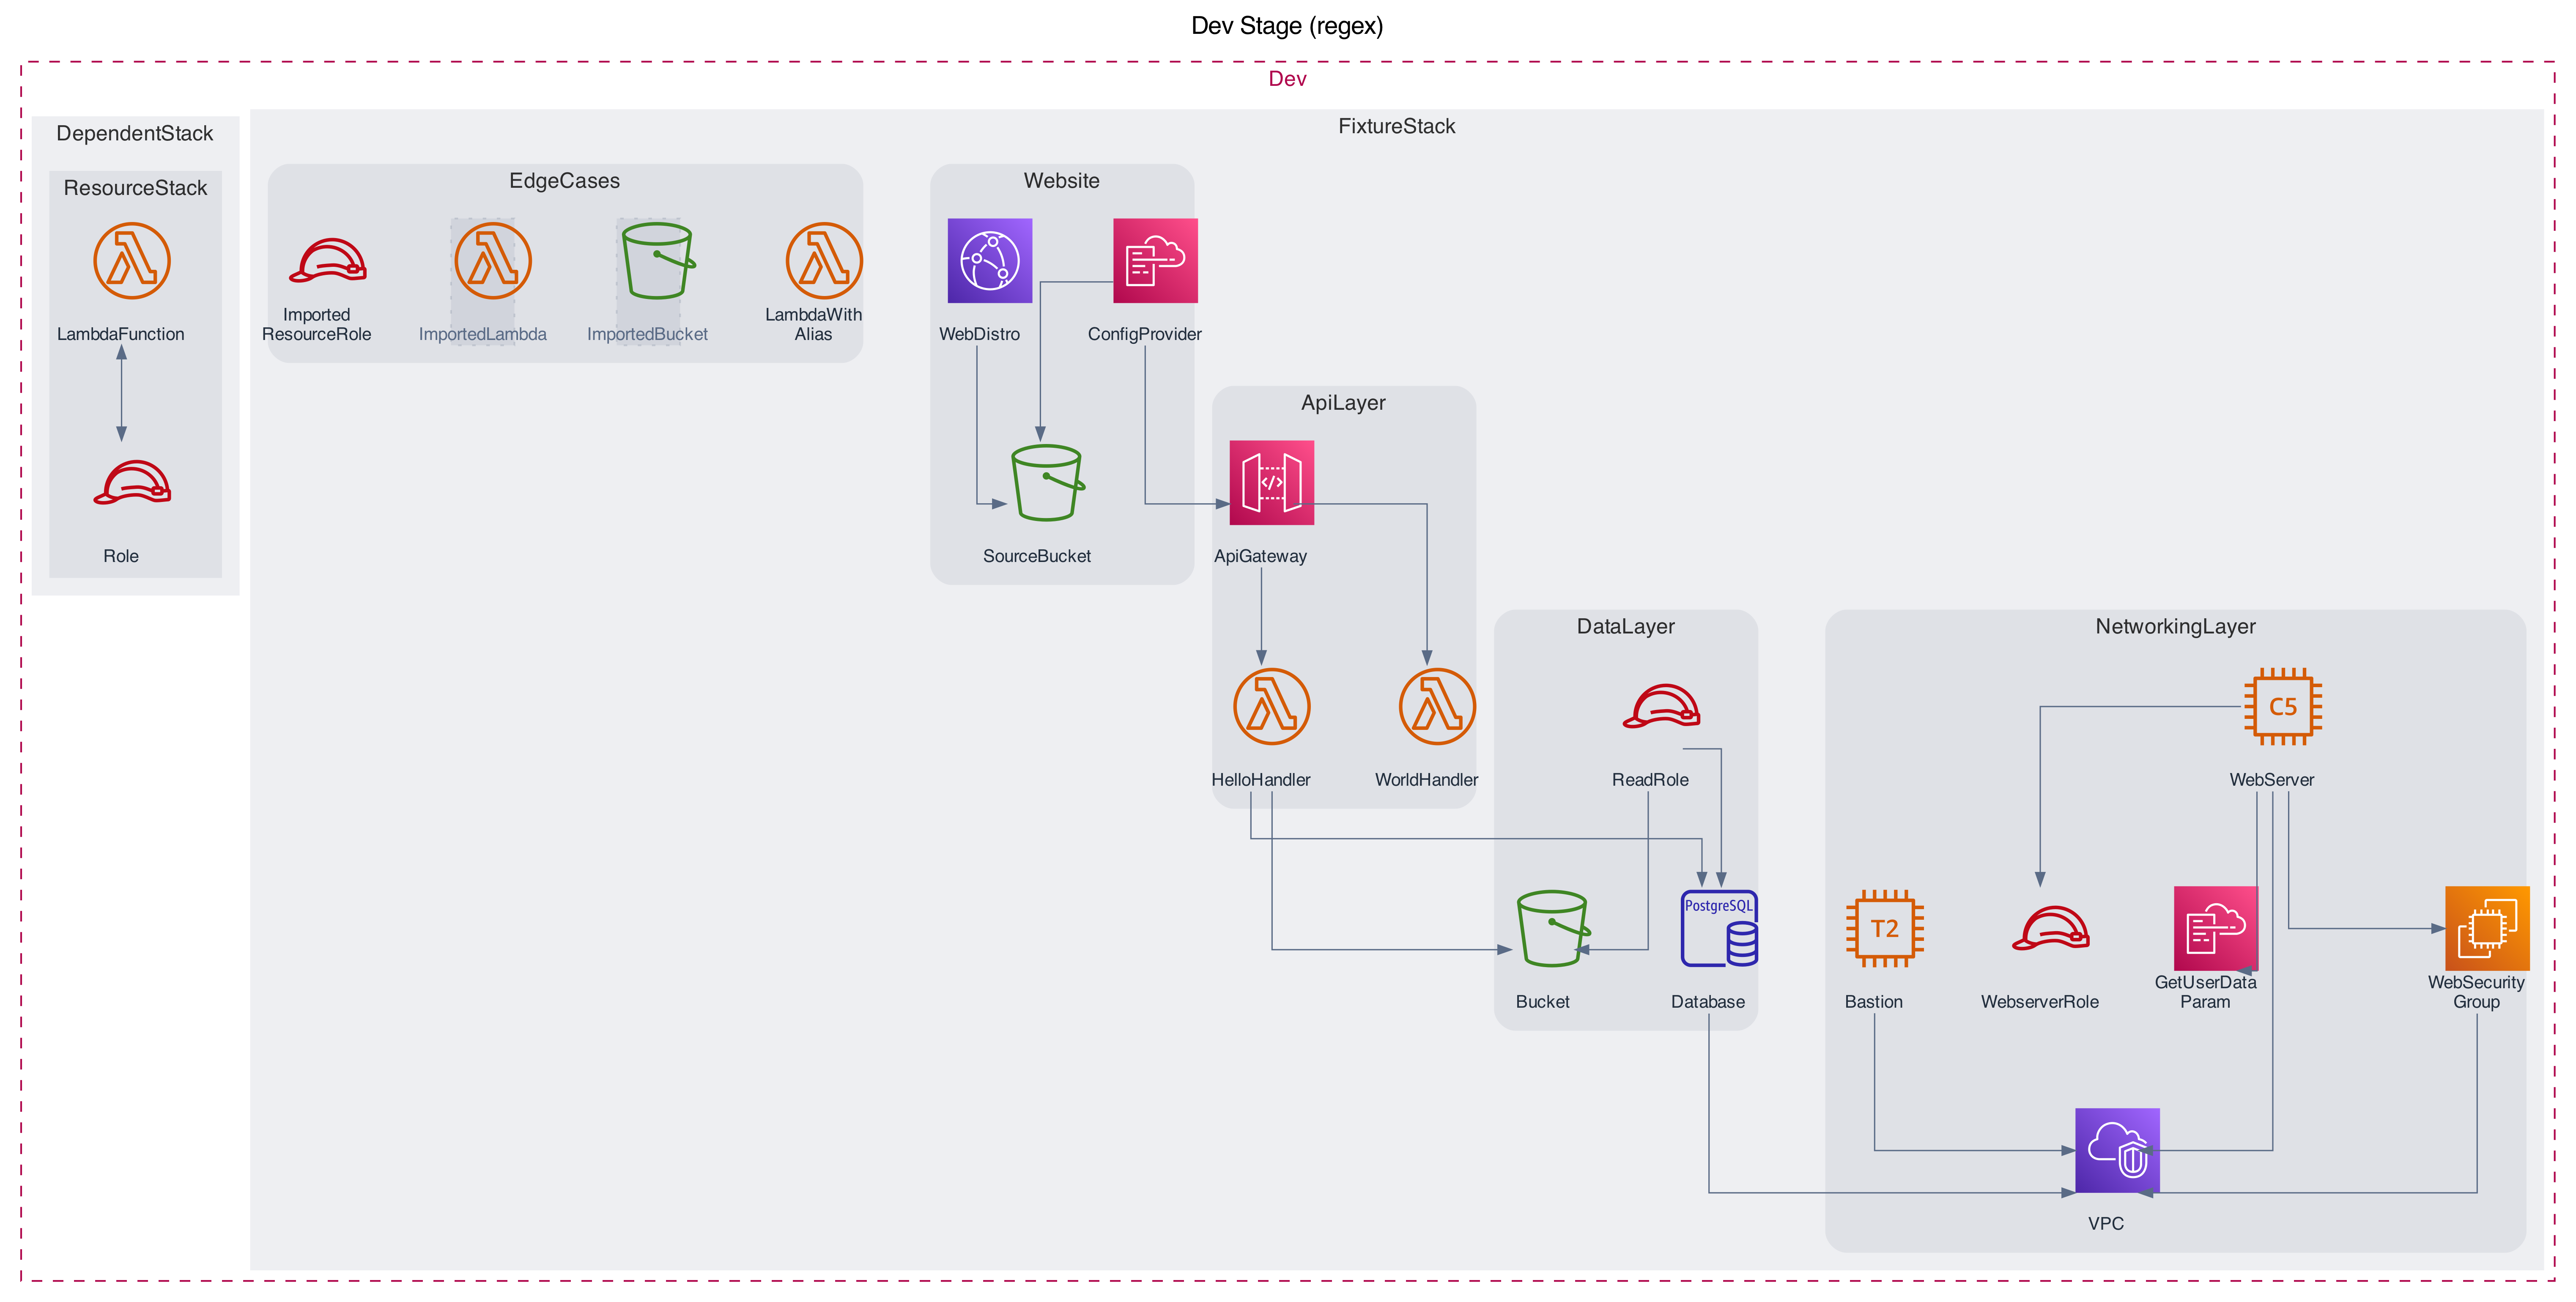 Dev Stage (regex)
Dev
DependentStack
ResourceStack
LambdaFunction
Role
FixtureStack
EdgeCases
Imported
ResourceRole
ImportedLambda
ImportedBucket
LambdaWith
Alias
Website
WebDistro
ConfigProvider
SourceBucket
ApiLayer
</>
ApiGateway
HelloHandler
WorldHandler
DataLayer
ReadRole
Bucket
PostgreSQL
Database
NetworkingLayer
C5
WebServer
T2
Bastion
WebserverRole
GetUserData
Param
WebSecurity
Group
VPC